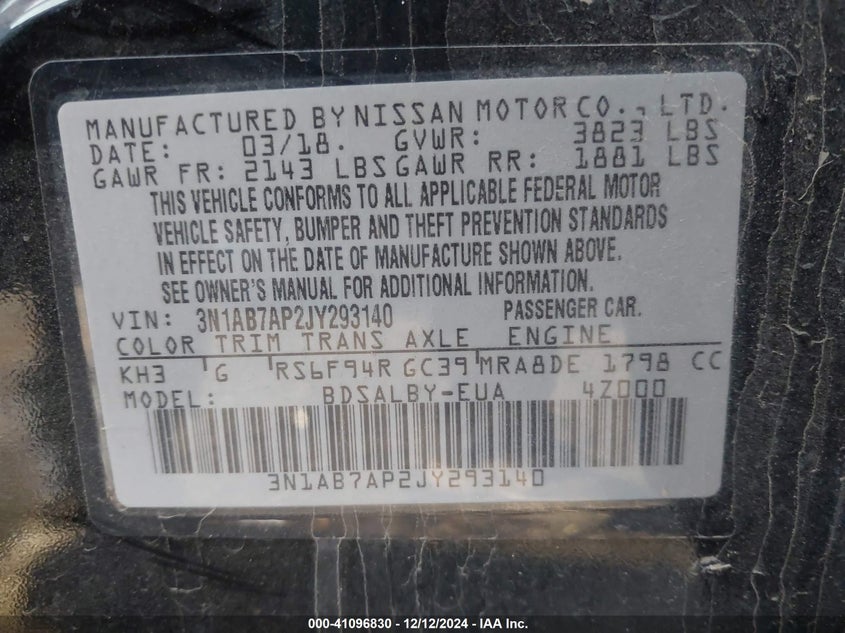 MANUFACTURED BY NISSAN MOTOR CO., LTD.
DATE: 03/18. GVWR: 3823 LBS
GAWR FR: 2143 LBS GAWR RR: 1881 LBS
THIS VEHICLE CONFORMS TO ALL APPLICABLE FEDERAL MOTOR
VEHICLE SAFETY, BUMPER AND THEFT PREVENTION STANDARDS
IN EFFECT ON THE DATE OF MANUFACTURE SHOWN ABOVE.
SEE OWNER'S MANUAL FOR ADDITIONAL INFORMATION.
VIN: 3N1AB7AP2JY293140 PASSENGER CAR.
COLOR TRIM TRANS AXLE ENGINE
KH3 G RS6F94R GC39 MRA8DE 1798 CC
MODEL: BDSALBY-EUA 4Z000
3N1AB7AP2JY293140
000-41096830 - 12/12/2024 - IAA Inc.